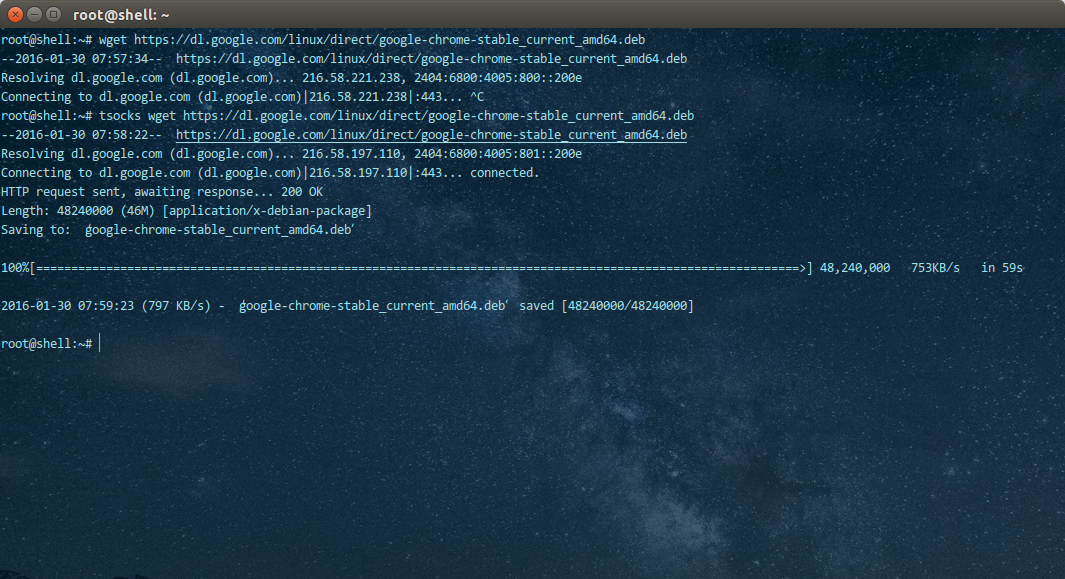 root@shell: ~
root@shell:~# wget https://dl.google.com/linux/direct/google-chrome-stable_current_amd64.deb
--2016-01-30 07:57:34--  https://dl.google.com/linux/direct/google-chrome-stable_current_amd64.deb
Resolving dl.google.com (dl.google.com)... 216.58.221.238, 2404:6800:4005:800::200e
Connecting to dl.google.com (dl.google.com)|216.58.221.238|:443... ^C
root@shell:~# tsocks wget https://dl.google.com/linux/direct/google-chrome-stable_current_amd64.deb
--2016-01-30 07:58:22--  https://dl.google.com/linux/direct/google-chrome-stable_current_amd64.deb
Resolving dl.google.com (dl.google.com)... 216.58.197.110, 2404:6800:4005:801::200e
Connecting to dl.google.com (dl.google.com)|216.58.197.110|:443... connected.
HTTP request sent, awaiting response... 200 OK
Length: 48240000 (46M) [application/x-debian-package]
Saving to: ‘google-chrome-stable_current_amd64.deb’
100%[=============================================================================================================>] 48,240,000   753KB/s   in 59s
2016-01-30 07:59:23 (797 KB/s) - ‘google-chrome-stable_current_amd64.deb’ saved [48240000/48240000]
root@shell:~#